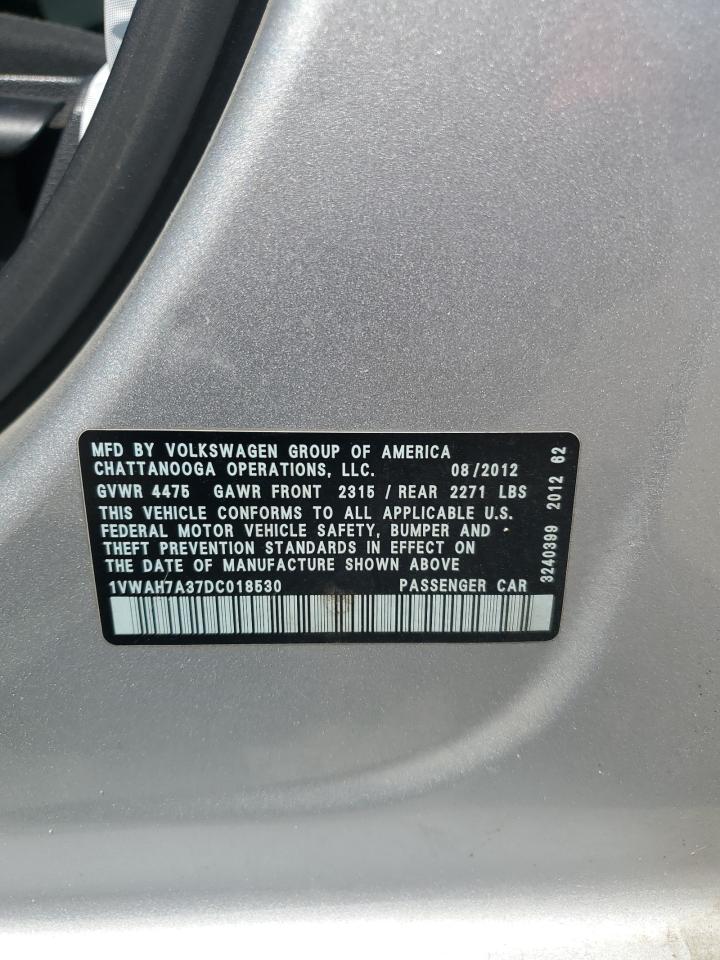 MFD BY VOLKSWAGEN GROUP OF AMERICA
CHATTANOOGA OPERATIONS, LLC. 08/2012
GVWR 4475 GAWR FRONT 2315 / REAR 2271 LBS
THIS VEHICLE CONFORMS TO ALL APPLICABLE U.S.
FEDERAL MOTOR VEHICLE SAFETY, BUMPER AND
THEFT PREVENTION STANDARDS IN EFFECT ON
THE DATE OF MANUFACTURE SHOWN ABOVE
1VWAH7A37DC018530 PASSENGER CAR
3240399 2012 62